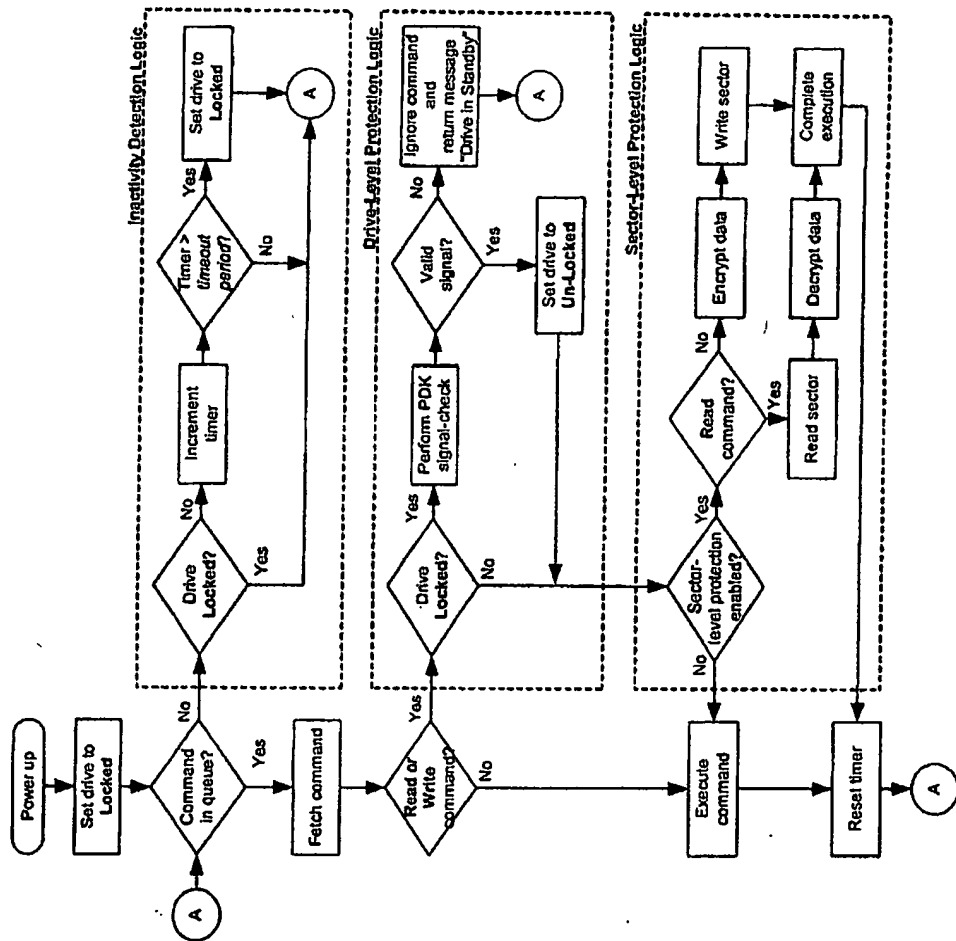 Power up
Set drive to
Locked
A
Command
in queue?
No
Yes
Inactivity Detection Logic
Drive
Locked?
No
Yes
Increment
timer
Timer >
timeout
period?
Yes
No
Set drive to
Locked
A
Fetch command
Read or
Write
command?
Yes
No
Drive-Level Protection Logic
Drive
Locked?
Yes
No
Perform PDK
signal-check
Valid
signal?
No
Yes
Ignore command
and
return message
"Drive in Standby"
A
Set drive to
Un-Locked
Sector-Level Protection Logic
Sector-
level protection
enabled?
No
Yes
Read
command?
No
Yes
Encrypt data
Write sector
Read sector
Decrypt data
Complete
execution
Execute
command
Reset timer
A